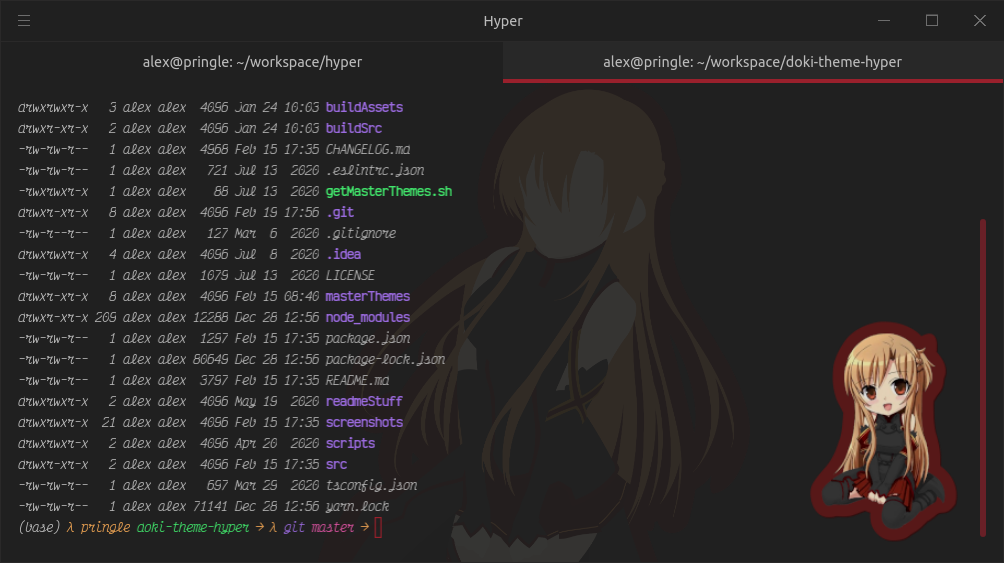 Hyper
alex@pringle: ~/workspace/hyper
alex@pringle: ~/workspace/doki-theme-hyper
drwxrwxr-x 3 alex alex 4096 Jan 24 10:03 buildAssets
drwxr-xr-x 2 alex alex 4096 Jan 24 10:03 buildSrc
-rw-rw-r-- 1 alex alex 4968 Feb 15 17:35 CHANGELOG.md
-rw-rw-r-- 1 alex alex 721 Jul 13 2020 .eslintrc.json
-rwxrwxr-x 1 alex alex 88 Jul 13 2020 getMasterThemes.sh
drwxr-xr-x 8 alex alex 4096 Feb 19 17:56 .git
-rw-r--r-- 1 alex alex 127 Mar 6 2020 .gitignore
drwxrwxr-x 4 alex alex 4096 Jul 8 2020 .idea
-rw-rw-r-- 1 alex alex 1079 Jul 13 2020 LICENSE
drwxr-xr-x 8 alex alex 4096 Feb 15 08:40 masterThemes
drwxr-xr-x 209 alex alex 12288 Dec 28 12:56 node_modules
-rw-rw-r-- 1 alex alex 1297 Feb 15 17:35 package.json
-rw-rw-r-- 1 alex alex 80649 Dec 28 12:56 package-lock.json
-rw-rw-r-- 1 alex alex 3797 Feb 15 17:35 README.md
drwxrwxr-x 2 alex alex 4096 May 19 2020 readmeStuff
drwxrwxr-x 21 alex alex 4096 Feb 15 17:35 screenshots
drwxrwxr-x 2 alex alex 4096 Apr 20 2020 scripts
drwxr-xr-x 2 alex alex 4096 Feb 15 17:35 src
-rw-rw-r-- 1 alex alex 697 Mar 29 2020 tsconfig.json
-rw-rw-r-- 1 alex alex 71141 Dec 28 12:56 yarn.lock
(base) λ pringle doki-theme-hyper → λ git master →